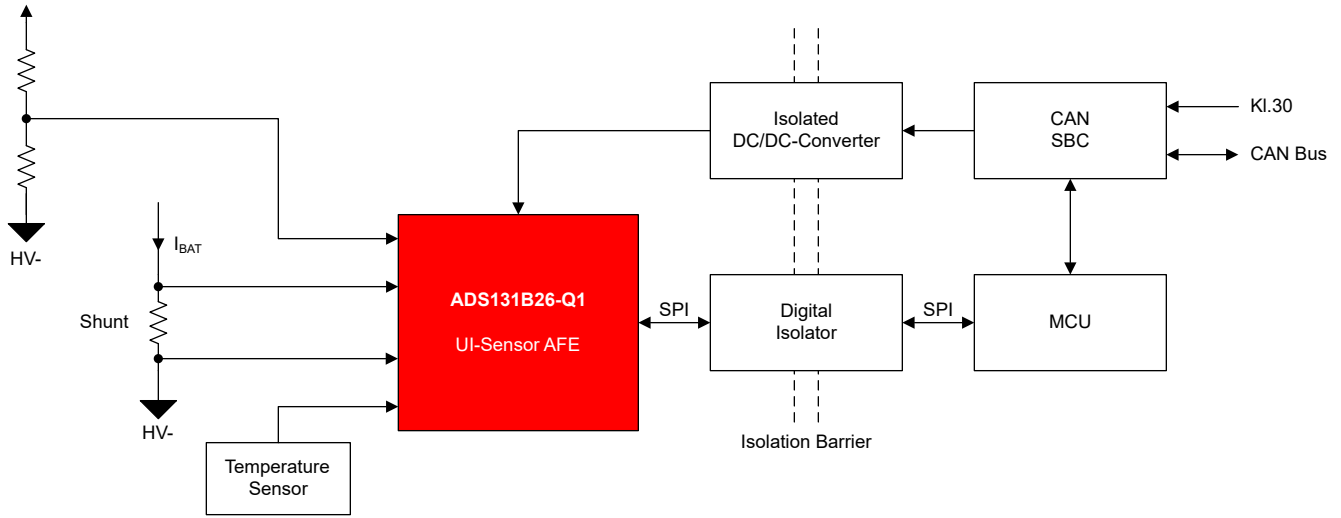 Isolated
DC/DC-Converter
CAN
SBC
Kl.30
CAN Bus
HV-
I_BAT
Shunt
HV-
ADS131B26-Q1
UI-Sensor AFE
SPI
Digital
Isolator
SPI
MCU
Isolation Barrier
Temperature
Sensor